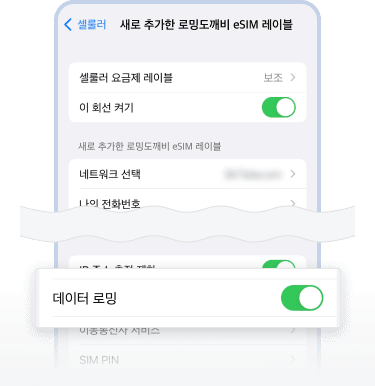 셀룰러 새로 추가한 로밍도깨비 eSIM 레이블
셀룰러 요금제 레이블 보조
이 회선 켜기
새로 추가한 로밍도깨비 eSIM 레이블
네트워크 선택
나의 전화번호
IP 주소 추적 제한
데이터 로밍
이동통신사 서비스
SIM PIN